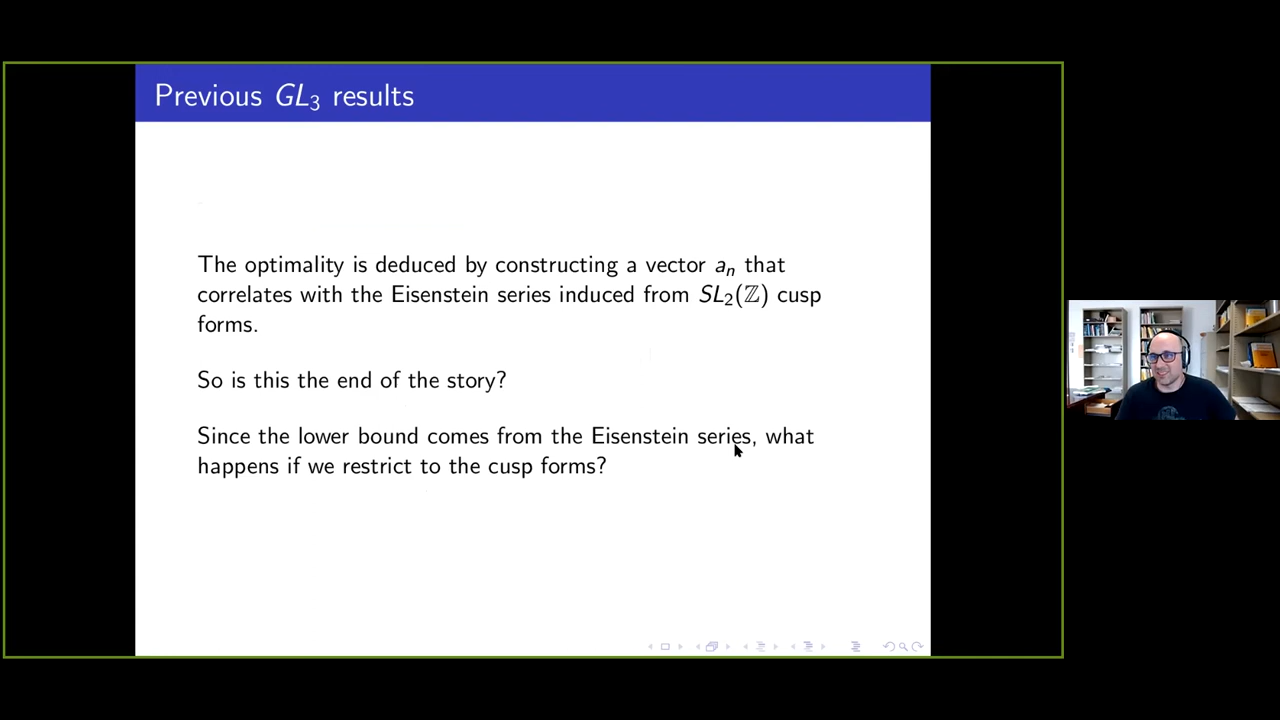 Previous GL₃ results
The optimality is deduced by constructing a vector aₙ that
correlates with the Eisenstein series induced from SL₂(ℤ) cusp
forms.
So is this the end of the story?
Since the lower bound comes from the Eisenstein series, what
happens if we restrict to the cusp forms?